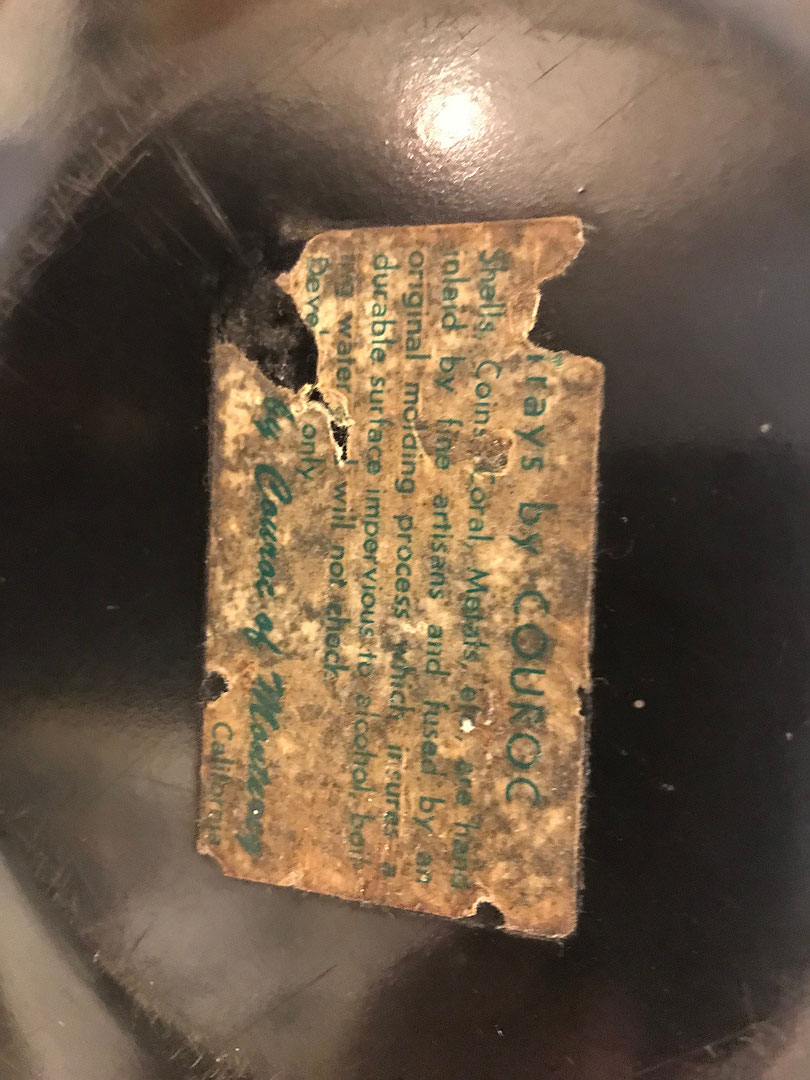 Trays by COUROC
Shells, Coins, Coral, Metals, etc., are hand
inlaid by fine artisans and fused by an
original molding process which insures a
durable surface impervious to alcohol, boil-
ing water will not check.
only
by Couroc of Monterey
California